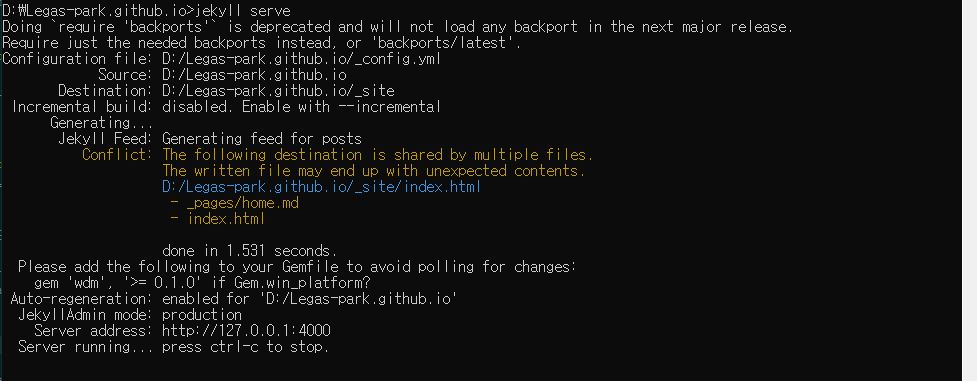 D:₩Legas-park.github.io>jekyll serve
Doing `require 'backports'` is deprecated and will not load any backport in the next major release.
Require just the needed backports instead, or 'backports/latest'.
Configuration file: D:/Legas-park.github.io/_config.yml
Source: D:/Legas-park.github.io
Destination: D:/Legas-park.github.io/_site
Incremental build: disabled. Enable with --incremental
Generating...
Jekyll Feed: Generating feed for posts
Conflict: The following destination is shared by multiple files.
The written file may end up with unexpected contents.
D:/Legas-park.github.io/_site/index.html
- _pages/home.md
- index.html
done in 1.531 seconds.
Please add the following to your Gemfile to avoid polling for changes:
gem 'wdm', '>= 0.1.0' if Gem.win_platform?
Auto-regeneration: enabled for 'D:/Legas-park.github.io'
JekyllAdmin mode: production
Server address: http://127.0.0.1:4000
Server running... press ctrl-c to stop.